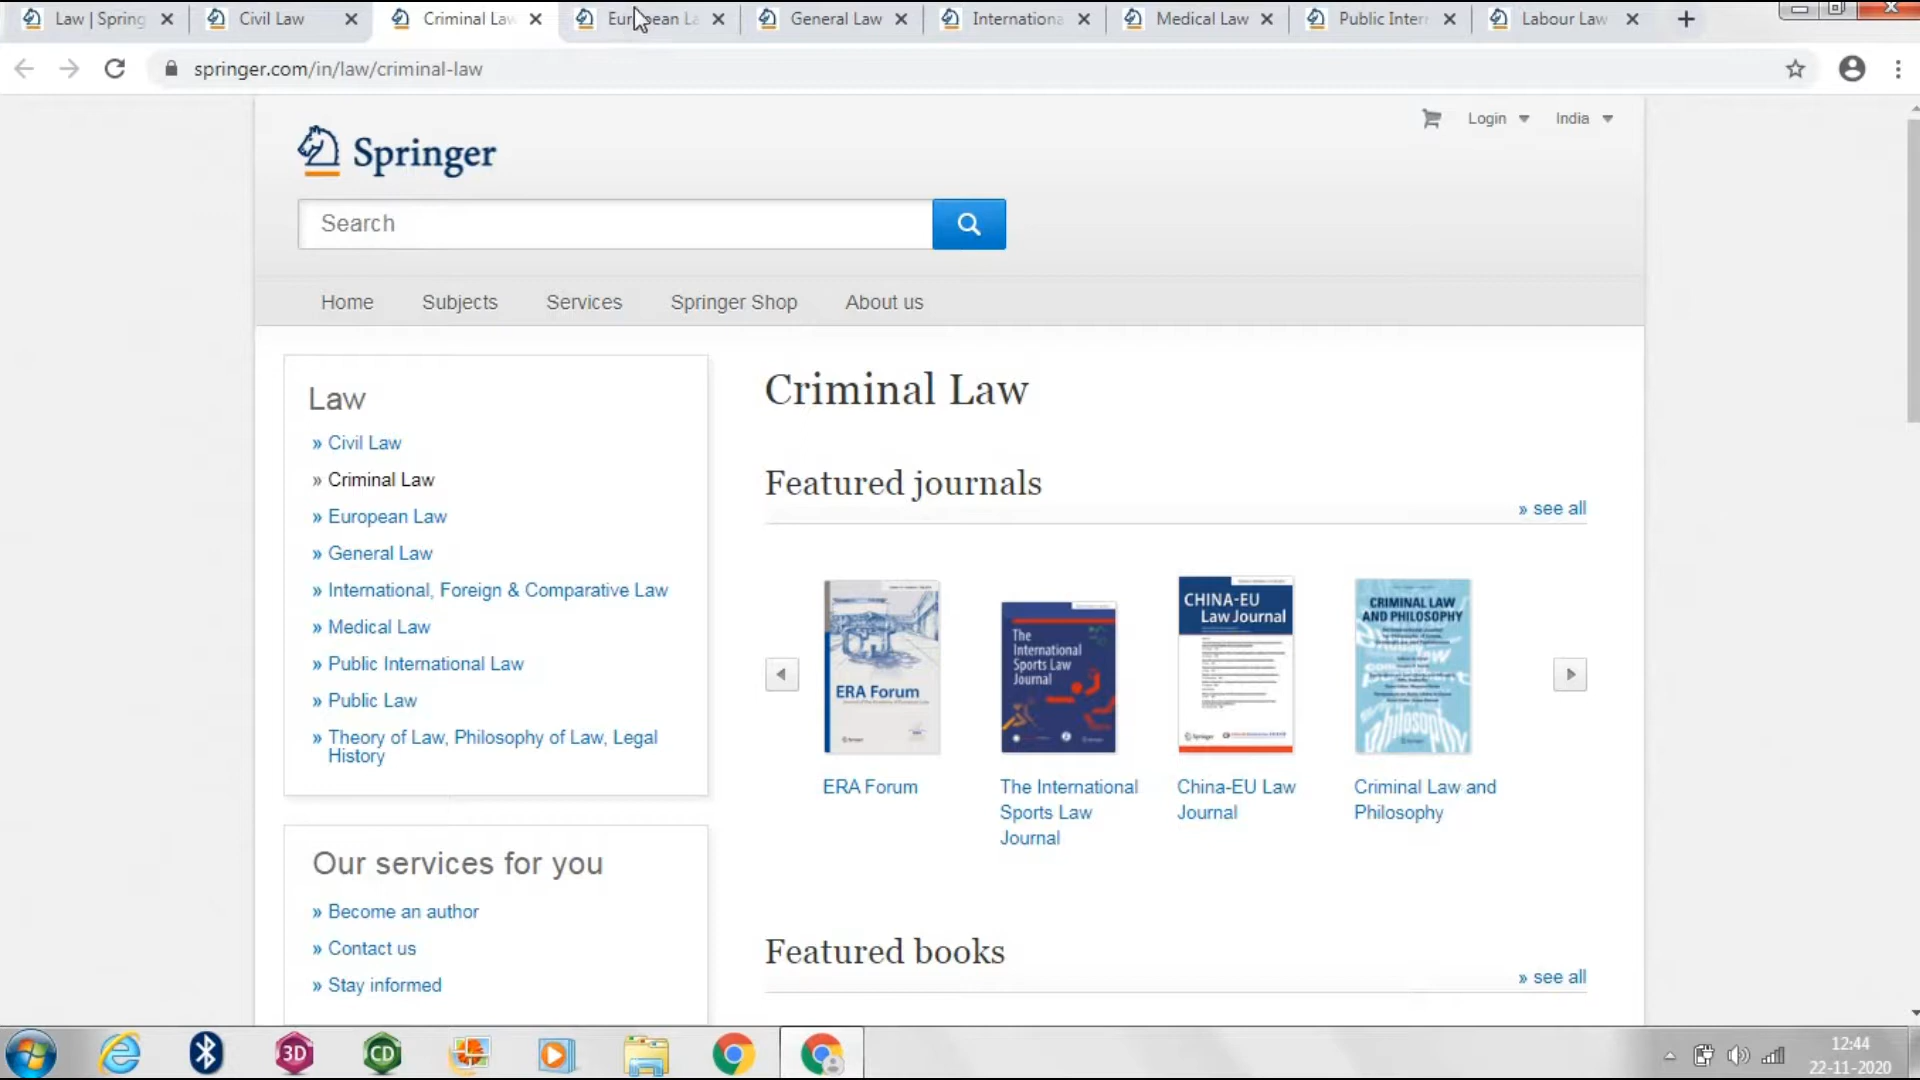 Law | Spring
Civil Law
Criminal Law
European La
General Law
Internationa
Medical Law
Public Inter
Labour Law
springer.com/in/law/criminal-law
Login
India
Springer
Search
Home
Subjects
Services
Springer Shop
About us
Law
» Civil Law
» Criminal Law
» European Law
» General Law
» International, Foreign & Comparative Law
» Medical Law
» Public International Law
» Public Law
» Theory of Law, Philosophy of Law, Legal
History
Our services for you
» Become an author
» Contact us
» Stay informed
Criminal Law
Featured journals
» see all
ERA Forum
The
International
Sports Law
Journal
CHINA-EU
Law Journal
CRIMINAL LAW
AND PHILOSOPHY
ERA Forum
The International
Sports Law
Journal
China-EU Law
Journal
Criminal Law and
Philosophy
Featured books
» see all
3D
CD
12:44
22-11-2020